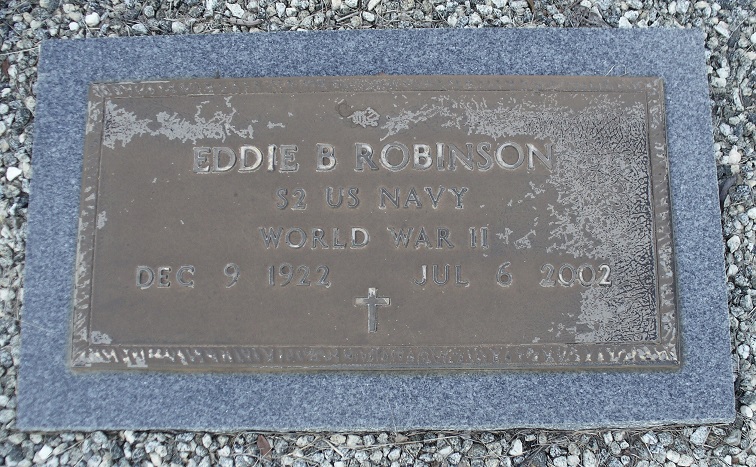 EDDIE B ROBINSON
S2 US NAVY
WORLD WAR II
DEC 9 1922 JUL 6 2002